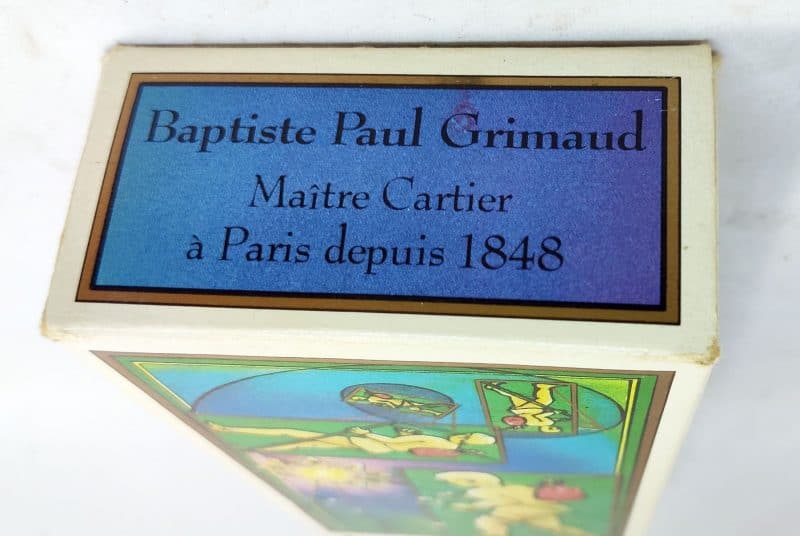 Baptiste Paul Grimaud
Maître Cartier
à Paris depuis 1848